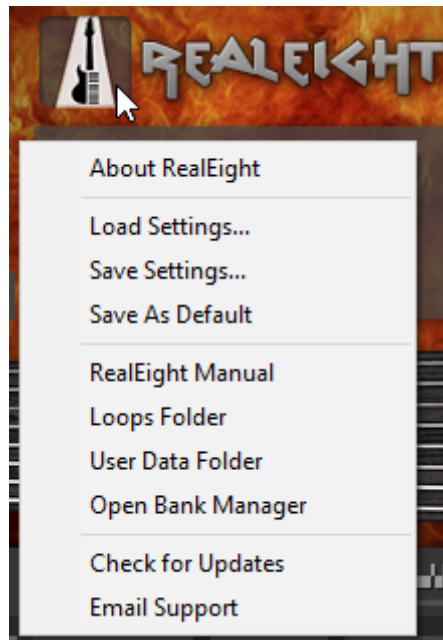 REALEIGHT
About RealEight
Load Settings...
Save Settings...
Save As Default
RealEight Manual
Loops Folder
User Data Folder
Open Bank Manager
Check for Updates
Email Support